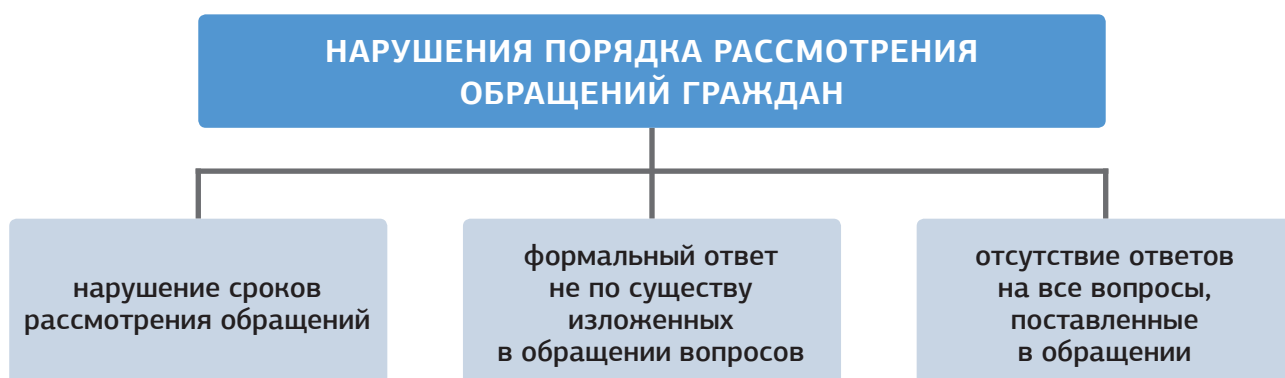 НАРУШЕНИЯ ПОРЯДКА РАССМОТРЕНИЯ
ОБРАЩЕНИЙ ГРАЖДАН
нарушение сроков
рассмотрения обращений
формальный ответ
не по существу
изложенных
в обращении вопросов
отсутствие ответов
на все вопросы,
поставленные
в обращении